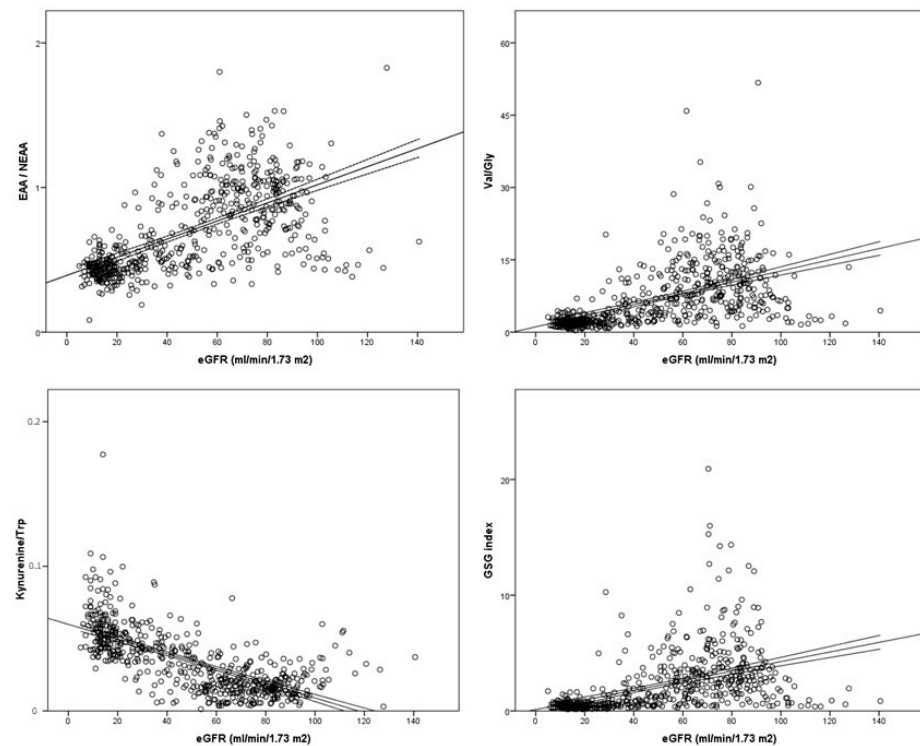 2
1
0
EAA / NEAA
0 20 40 60 80 100 120 140
eGFR (ml/min/1.73 m2)
60
45
30
15
0
Val/Gly
0 20 40 60 80 100 120 140
eGFR (ml/min/1.73 m2)
0.2
0.1
0
Kynurenine/Trp
0 20 40 60 80 100 120 140
eGFR (ml/min/1.73 m2)
20
10
0
GSG index
0 20 40 60 80 100 120 140
eGFR (ml/min/1.73 m2)